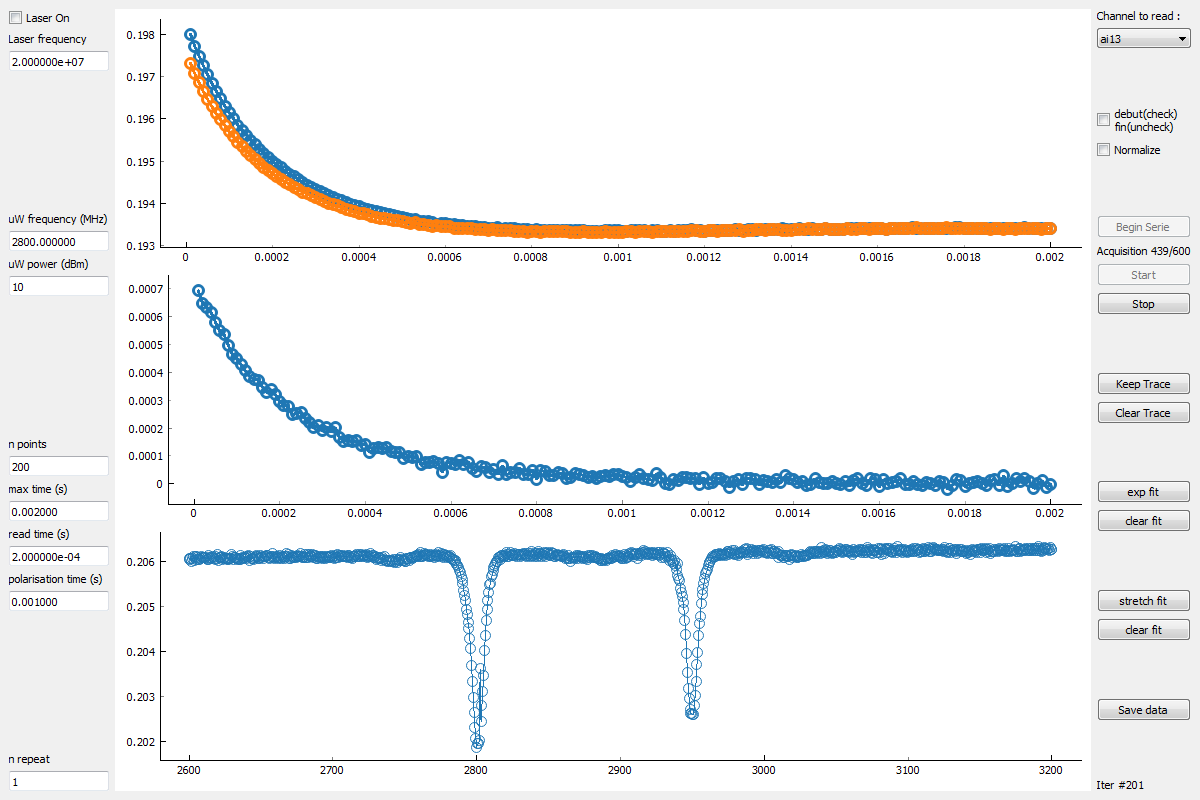 Laser On
Laser frequency
2.000000e+07
uW frequency (MHz)
2800.000000
uW power (dBm)
10
n points
200
max time (s)
0.002000
read time (s)
2.000000e-04
polarisation time (s)
0.001000
n repeat
1
0.198
0.197
0.196
0.195
0.194
0.193
0 0.0002 0.0004 0.0006 0.0008 0.001 0.0012 0.0014 0.0016 0.0018 0.002
0.0007
0.0006
0.0005
0.0004
0.0003
0.0002
0.0001
0
0 0.0002 0.0004 0.0006 0.0008 0.001 0.0012 0.0014 0.0016 0.0018 0.002
0.206
0.205
0.204
0.203
0.202
2600 2700 2800 2900 3000 3100 3200
Channel to read :
ai13
debut(check)
fin(uncheck)
Normalize
Begin Serie
Acquisition 439/600
Start
Stop
Keep Trace
Clear Trace
exp fit
clear fit
stretch fit
clear fit
Save data
Iter #201